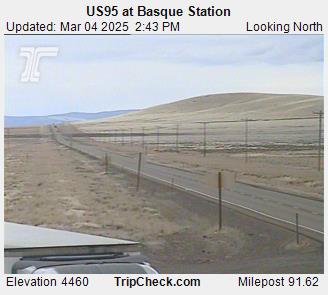 US95 at Basque Station
Updated: Mar 04 2025 2:43 PM Looking North
Elevation 4460 TripCheck.com Milepost 91.62